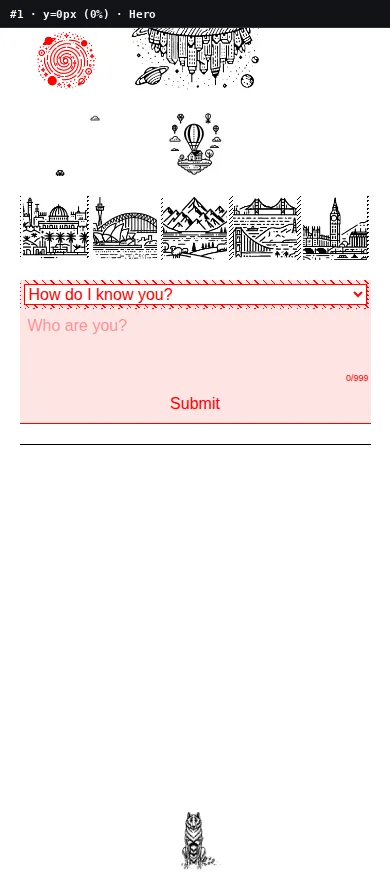 #1 · y=0px (0%) · Hero
How do I know you?
Who are you?
0/999
Submit